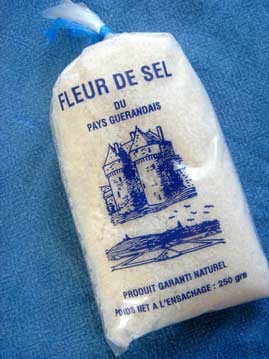 FLEUR DE SEL
DU
PAYS GUERANDAIS
PRODUIT GARANTI NATUREL
POIDS NET A L'ENSACHAGE : 250 grs